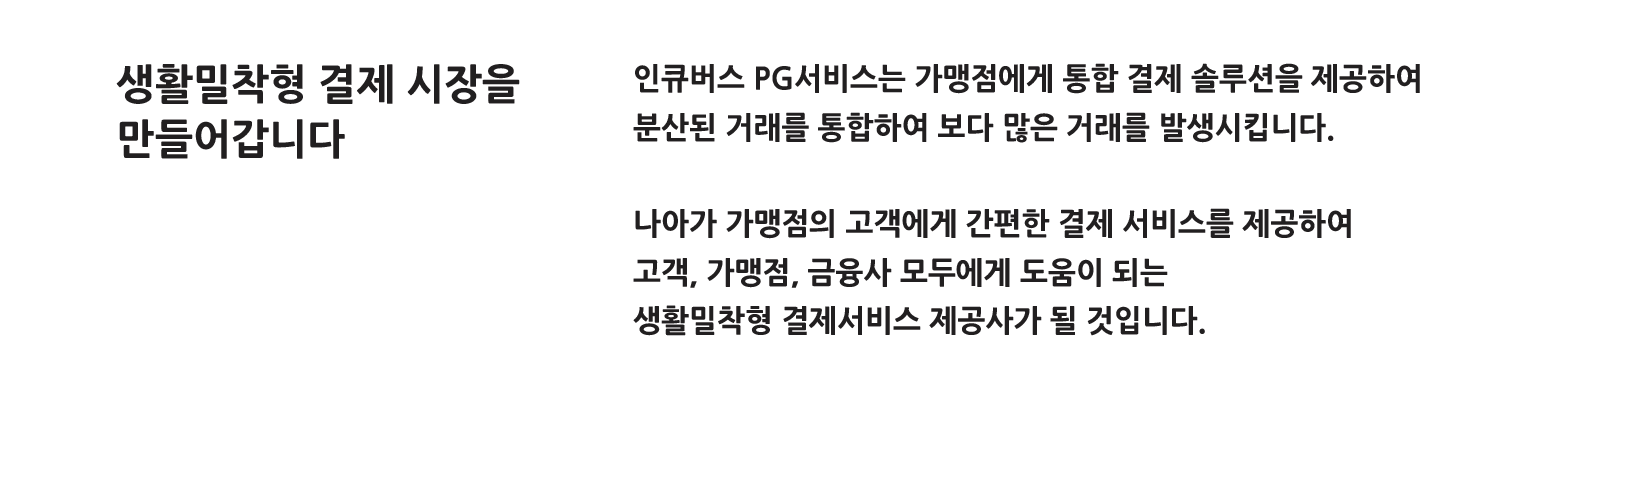 생활밀착형 결제 시장을
만들어갑니다
인큐버스 PG서비스는 가맹점에게 통합 결제 솔루션을 제공하여
분산된 거래를 통합하여 보다 많은 거래를 발생시킵니다.
나아가 가맹점의 고객에게 간편한 결제 서비스를 제공하여
고객, 가맹점, 금융사 모두에게 도움이 되는
생활밀착형 결제서비스 제공사가 될 것입니다.